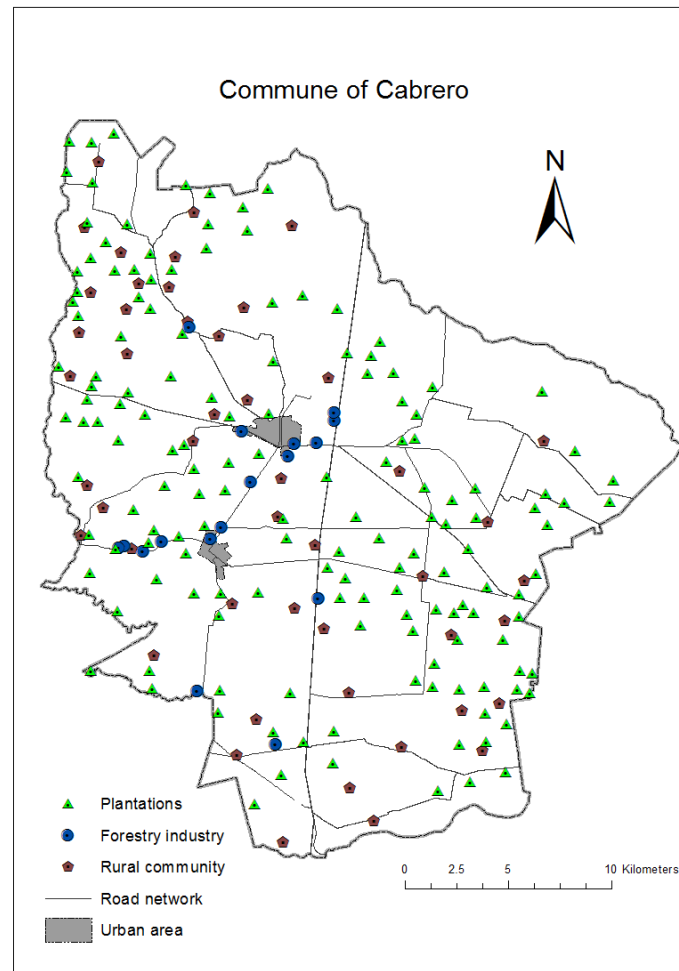 Commune of Cabrero
N
Plantations
Forestry industry
Rural community
Road network
Urban area
0 2.5 5 10 Kilometers